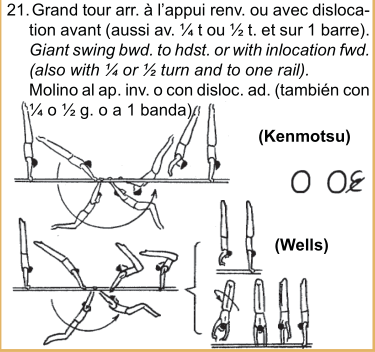 21. Grand tour arr. à l'appui renv. ou avec disloca-
tion avant (aussi av. ¼ t ou ½ t. et sur 1 barre).
Giant swing bwd. to hdst. or with inlocation fwd.
(also with ¼ or ½ turn and to one rail).
Molino al ap. inv. o con disloc. ad. (también con
¼ o ½ g. o a 1 banda).
(Kenmotsu)
(Wells)